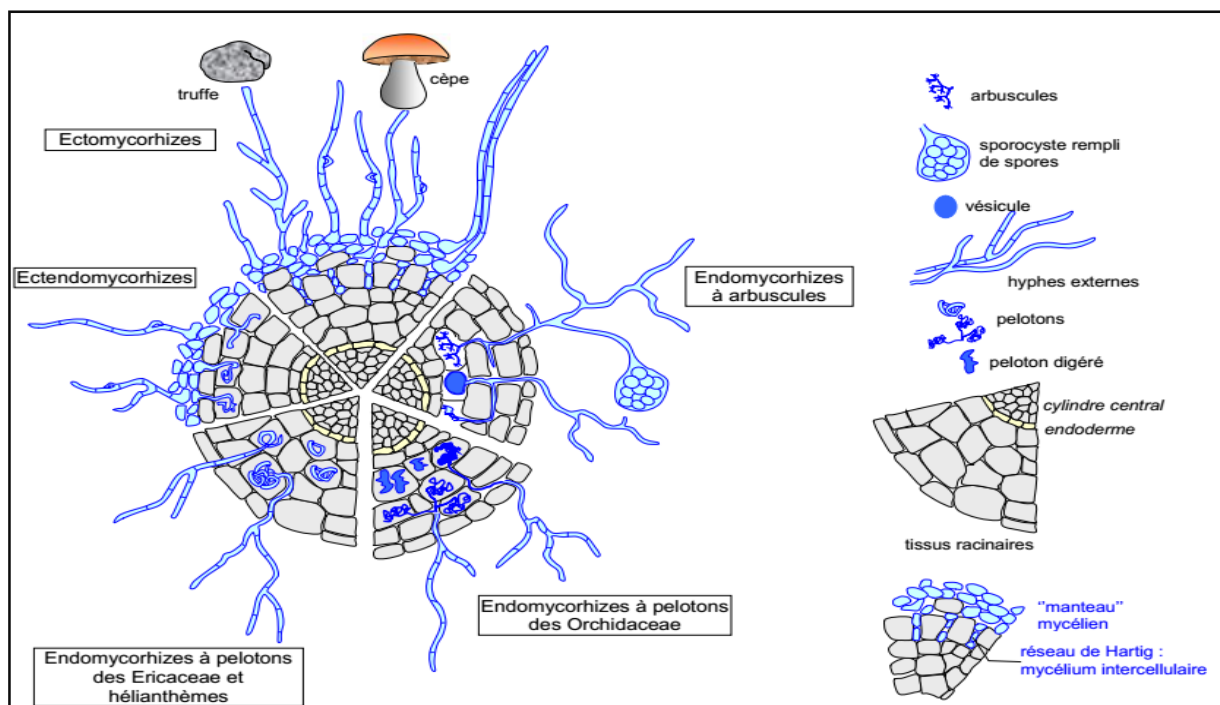 truffe
cèpe
Ectomycorhizes
Ectendomycorhizes
Endomycorhizes
à arbuscules
Endomycorhizes à pelotons
des Orchidaceae
Endomycorhizes à pelotons
des Ericaceae et
hélianthèmes
arbuscules
sporocyste rempli
de spores
vésicule
hyphes externes
pelotons
peloton digéré
cylindre central
endoderme
tissus racinaires
"manteau"
mycélien
réseau de Hartig :
mycélium intercellulaire